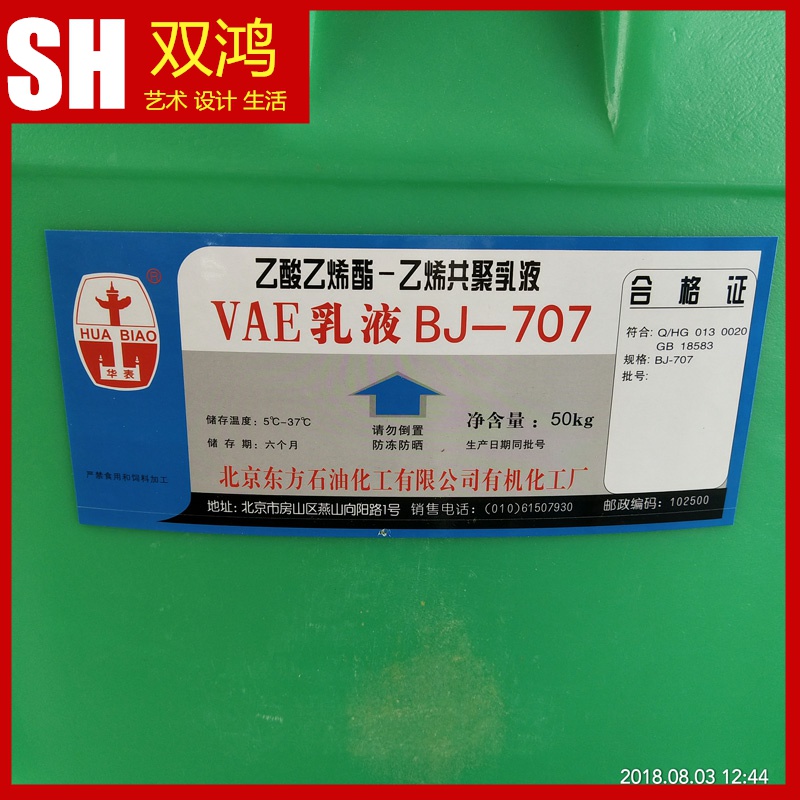 SH 双鸿
艺术 设计 生活
乙酸乙烯酯-乙烯共聚乳液
VAE乳液BJ-707
®
HUA BIAO
华表
严禁食用和饲料加工
储存温度: 5℃-37℃
储 存 期: 六个月
请勿倒置
防冻防晒
净含量: 50kg
生产日期同批号
北京东方石油化工有限公司有机化工厂
地址: 北京市房山区燕山向阳路1号 销售电话: (010)61507930 邮政编码: 102500
合格证
符合: Q/HG 013 0020
GB 18583
规格: BJ-707
批号:
2018.08.03 12:44